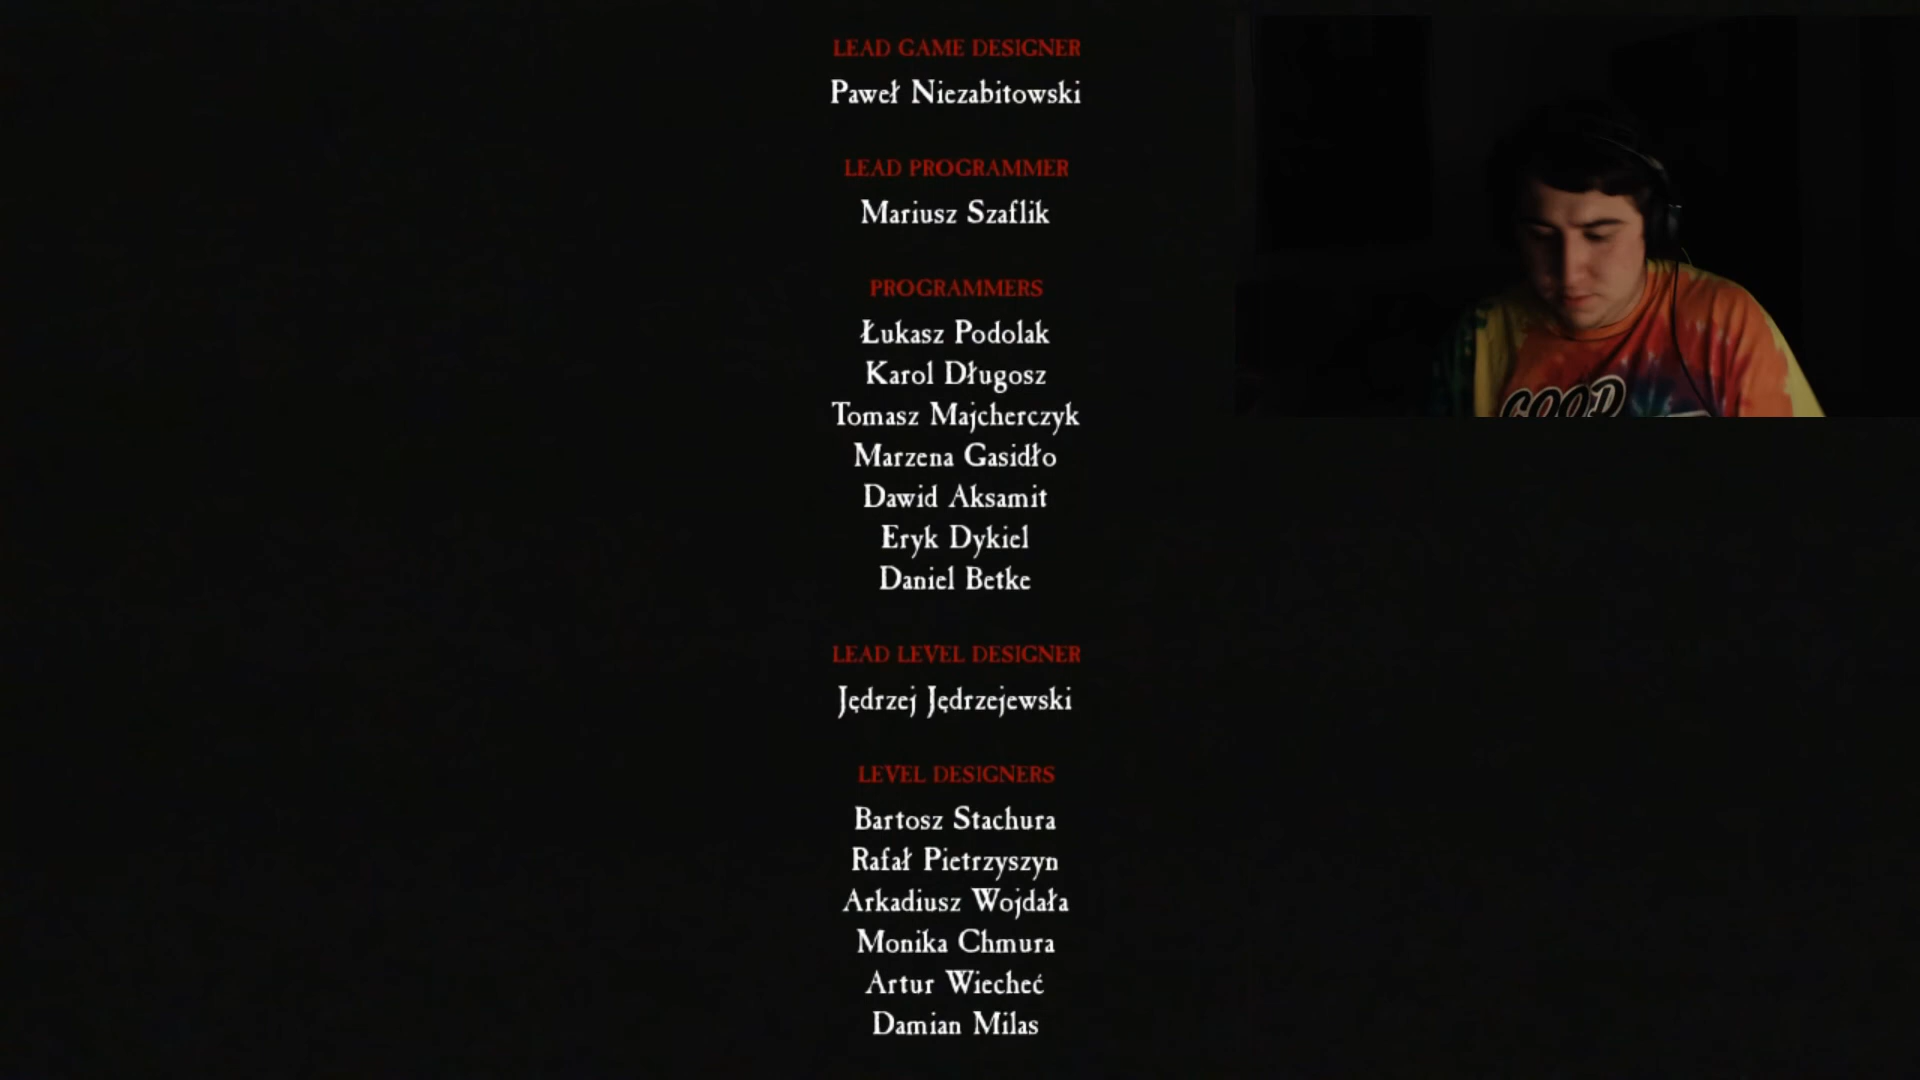 LEAD GAME DESIGNER
Paweł Niezabitowski
LEAD PROGRAMMER
Mariusz Szaflik
PROGRAMMERS
Łukasz Podolak
Karol Długosz
Tomasz Majcherczyk
Marzena Gasidło
Dawid Aksamit
Eryk Dykiel
Daniel Betke
LEAD LEVEL DESIGNER
Jędrzej Jędrzejewski
LEVEL DESIGNERS
Bartosz Stachura
Rafał Pietrzyszyn
Arkadiusz Wojdała
Monika Chmura
Artur Wiecheć
Damian Milas
GOOD